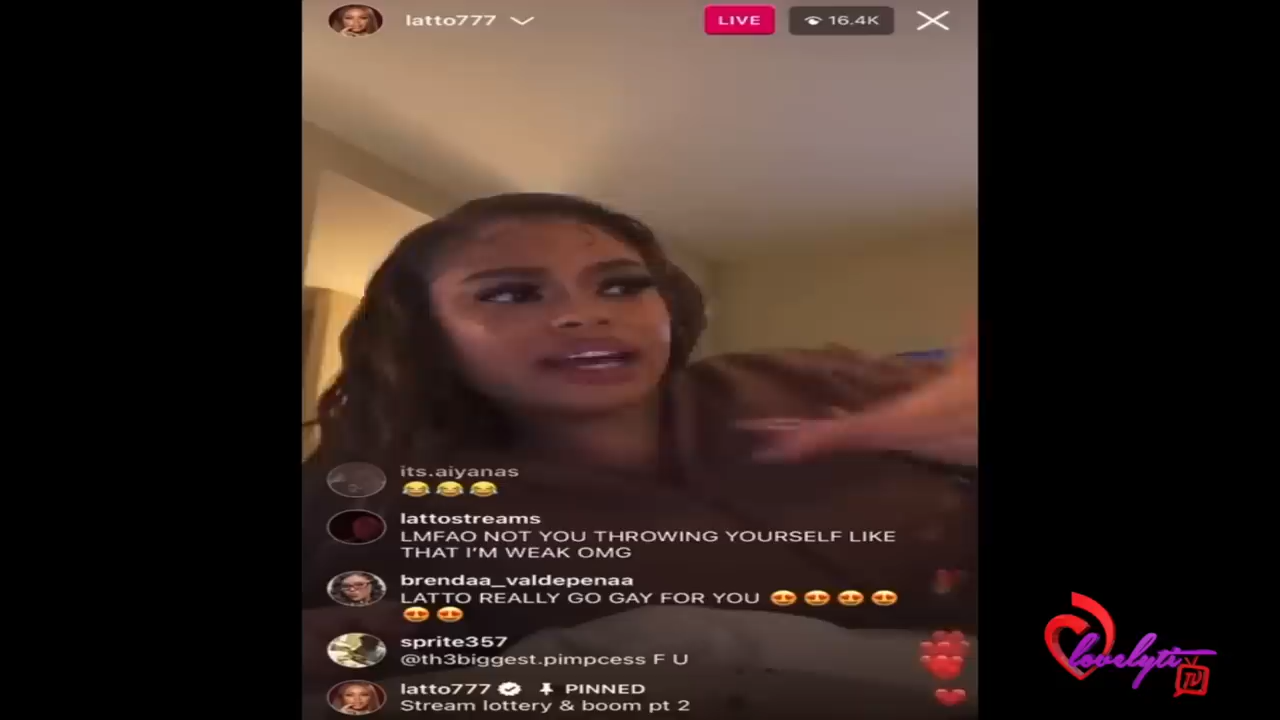 latto777
LIVE
16.4K
its.aiyanas
😂😂😂
lattostreams
LMFAO NOT YOU THROWING YOURSELF LIKE
THAT I'M WEAK OMG
brendaa_valdepenaa
LATTO REALLY GO GAY FOR YOU 😍😍😍😍
😍😍
sprite357
@th3biggest.pimpcess F U
latto777 PINNED
Stream lottery & boom pt 2
lovelyti
TV